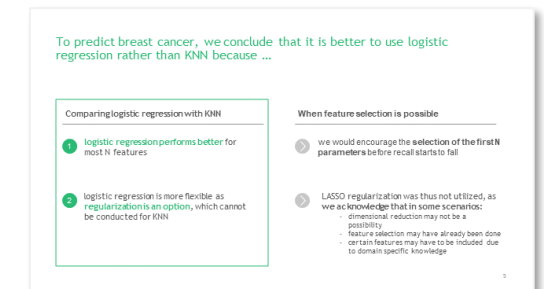 To predict breast cancer, we conclude that it is better to use logistic
regression rather than KNN because …
Comparing logistic regression with KNN
1 logistic regression performs better for
most N features
2 logistic regression is more flexible as
regularization is an option, which cannot
be conducted for KNN
When feature selection is possible
we would encourage the selection of the first N
parameters before recall starts to fall
LASSO regularization was thus not utilized, as
we acknowledge that in some scenarios:
- dimensional reduction may not be a
possibility
- feature selection may have already been done
- certain features may have to be included due
to domain specific knowledge